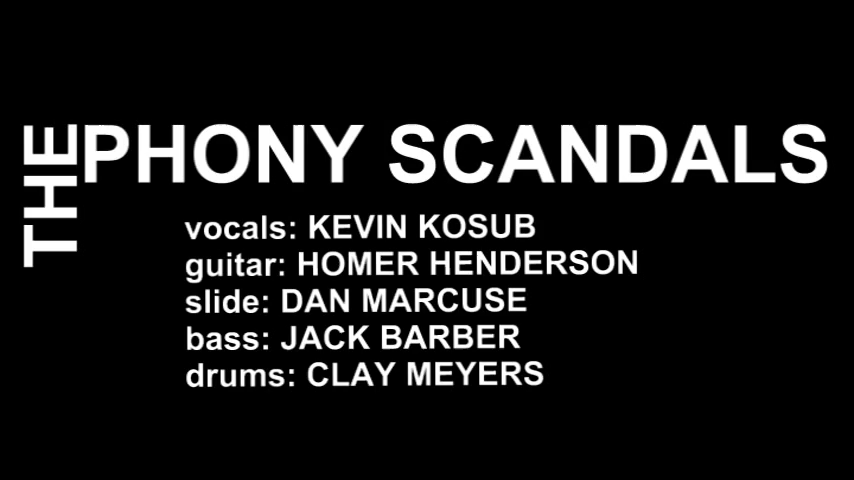 THE PHONY SCANDALS
vocals: KEVIN KOSUB
guitar: HOMER HENDERSON
slide: DAN MARCUSE
bass: JACK BARBER
drums: CLAY MEYERS